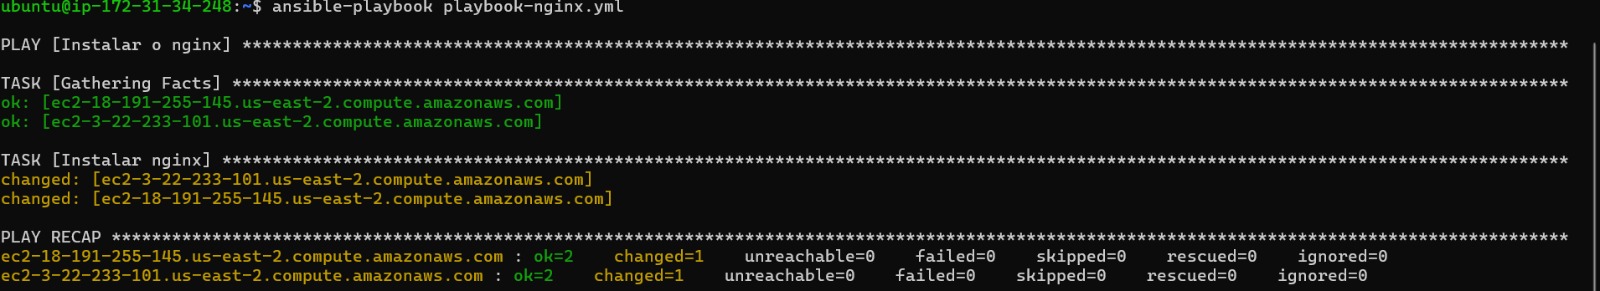 ubuntu@ip-172-31-34-248:~$ ansible-playbook playbook-nginx.yml
PLAY [Instalar o nginx] ************************************************************************************************************************************
TASK [Gathering Facts] *************************************************************************************************************************************
ok: [ec2-18-191-255-145.us-east-2.compute.amazonaws.com]
ok: [ec2-3-22-233-101.us-east-2.compute.amazonaws.com]
TASK [Instalar nginx] **************************************************************************************************************************************
changed: [ec2-3-22-233-101.us-east-2.compute.amazonaws.com]
changed: [ec2-18-191-255-145.us-east-2.compute.amazonaws.com]
PLAY RECAP *************************************************************************************************************************************************
ec2-18-191-255-145.us-east-2.compute.amazonaws.com : ok=2    changed=1    unreachable=0    failed=0    skipped=0    rescued=0    ignored=0
ec2-3-22-233-101.us-east-2.compute.amazonaws.com : ok=2    changed=1    unreachable=0    failed=0    skipped=0    rescued=0    ignored=0